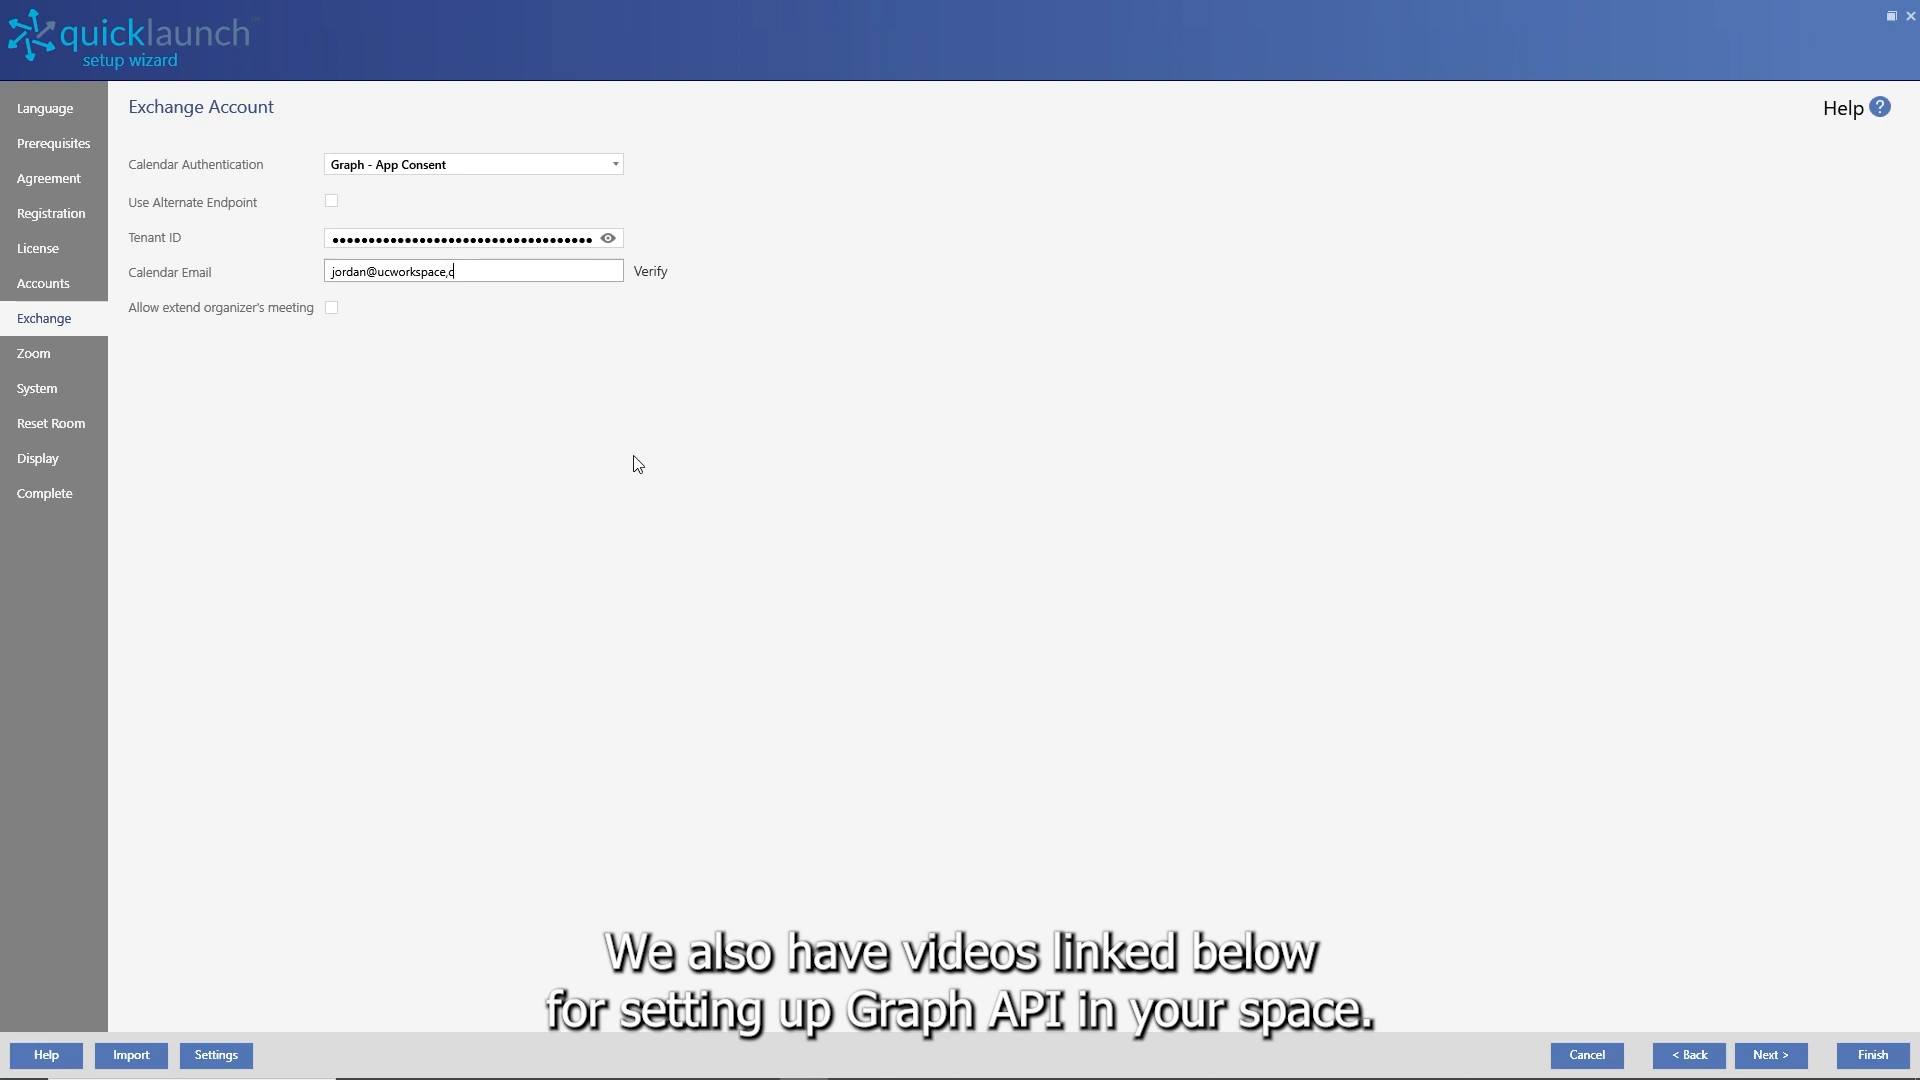 quicklaunch™
setup wizard
Language
Prerequisites
Agreement
Registration
License
Accounts
Exchange
Zoom
System
Reset Room
Display
Complete
Exchange Account
Help ?
Calendar Authentication Graph - App Consent
Use Alternate Endpoint
Tenant ID ••••••••••••••••••••••••••••••••••••
Calendar Email jordan@ucworkspace,c Verify
Allow extend organizer's meeting
We also have videos linked below
for setting up Graph API in your space.
Help Import Settings Cancel < Back Next > Finish